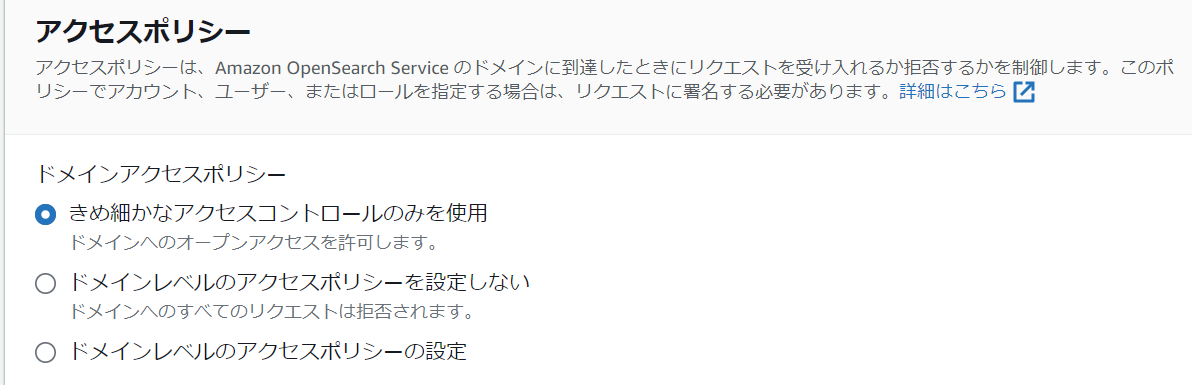 アクセスポリシー
アクセスポリシーは、Amazon OpenSearch Service のドメインに到達したときにリクエストを受け入れるか拒否するかを制御します。このポ
リシーでアカウント、ユーザー、またはロールを指定する場合は、リクエストに署名する必要があります。詳細はこちら
ドメインアクセスポリシー
きめ細かなアクセスコントロールのみを使用
ドメインへのオープンアクセスを許可します。
ドメインレベルのアクセスポリシーを設定しない
ドメインへのすべてのリクエストは拒否されます。
ドメインレベルのアクセスポリシーの設定